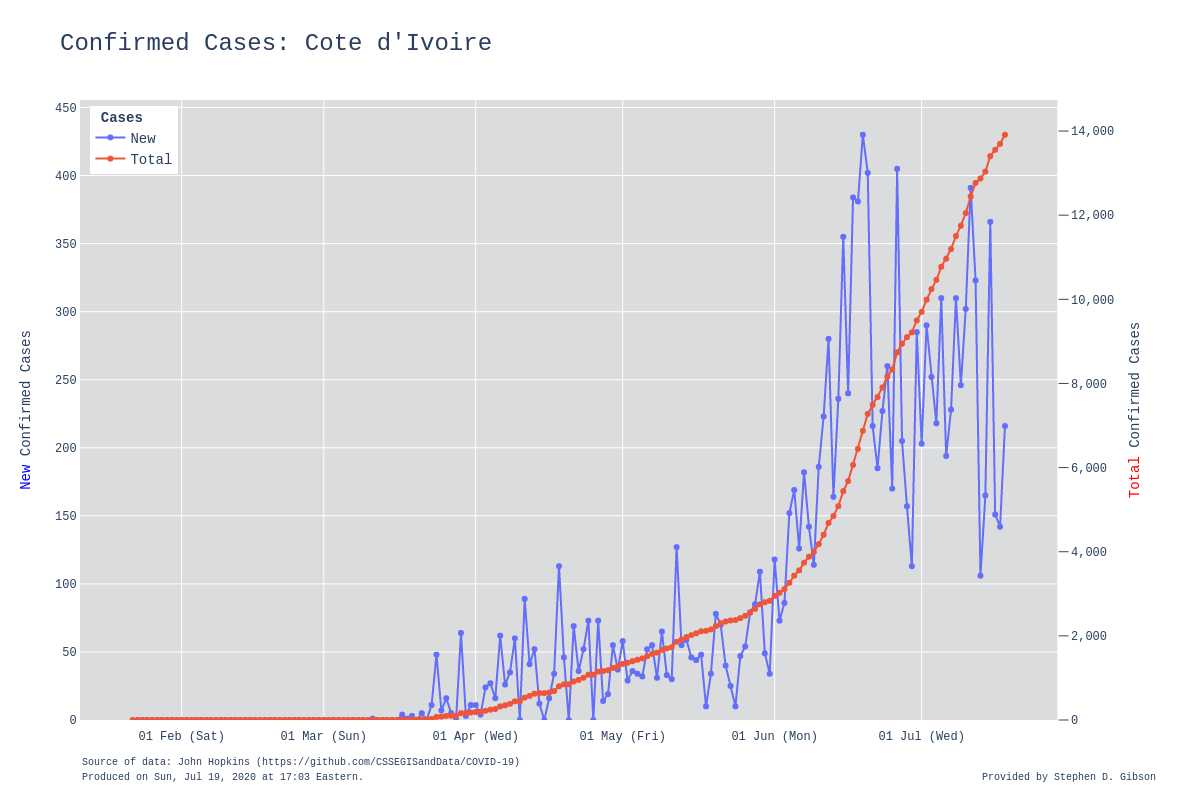 Confirmed Cases: Cote d'Ivoire
Cases
New
Total
450
400
350
300
250
200
150
100
50
0
14,000
12,000
10,000
8,000
6,000
4,000
2,000
0
New Confirmed Cases
Total Confirmed Cases
01 Feb (Sat)
01 Mar (Sun)
01 Apr (Wed)
01 May (Fri)
01 Jun (Mon)
01 Jul (Wed)
Source of data: John Hopkins (https://github.com/CSSEGISandData/COVID-19)
Produced on Sun, Jul 19, 2020 at 17:03 Eastern.
Provided by Stephen D. Gibson